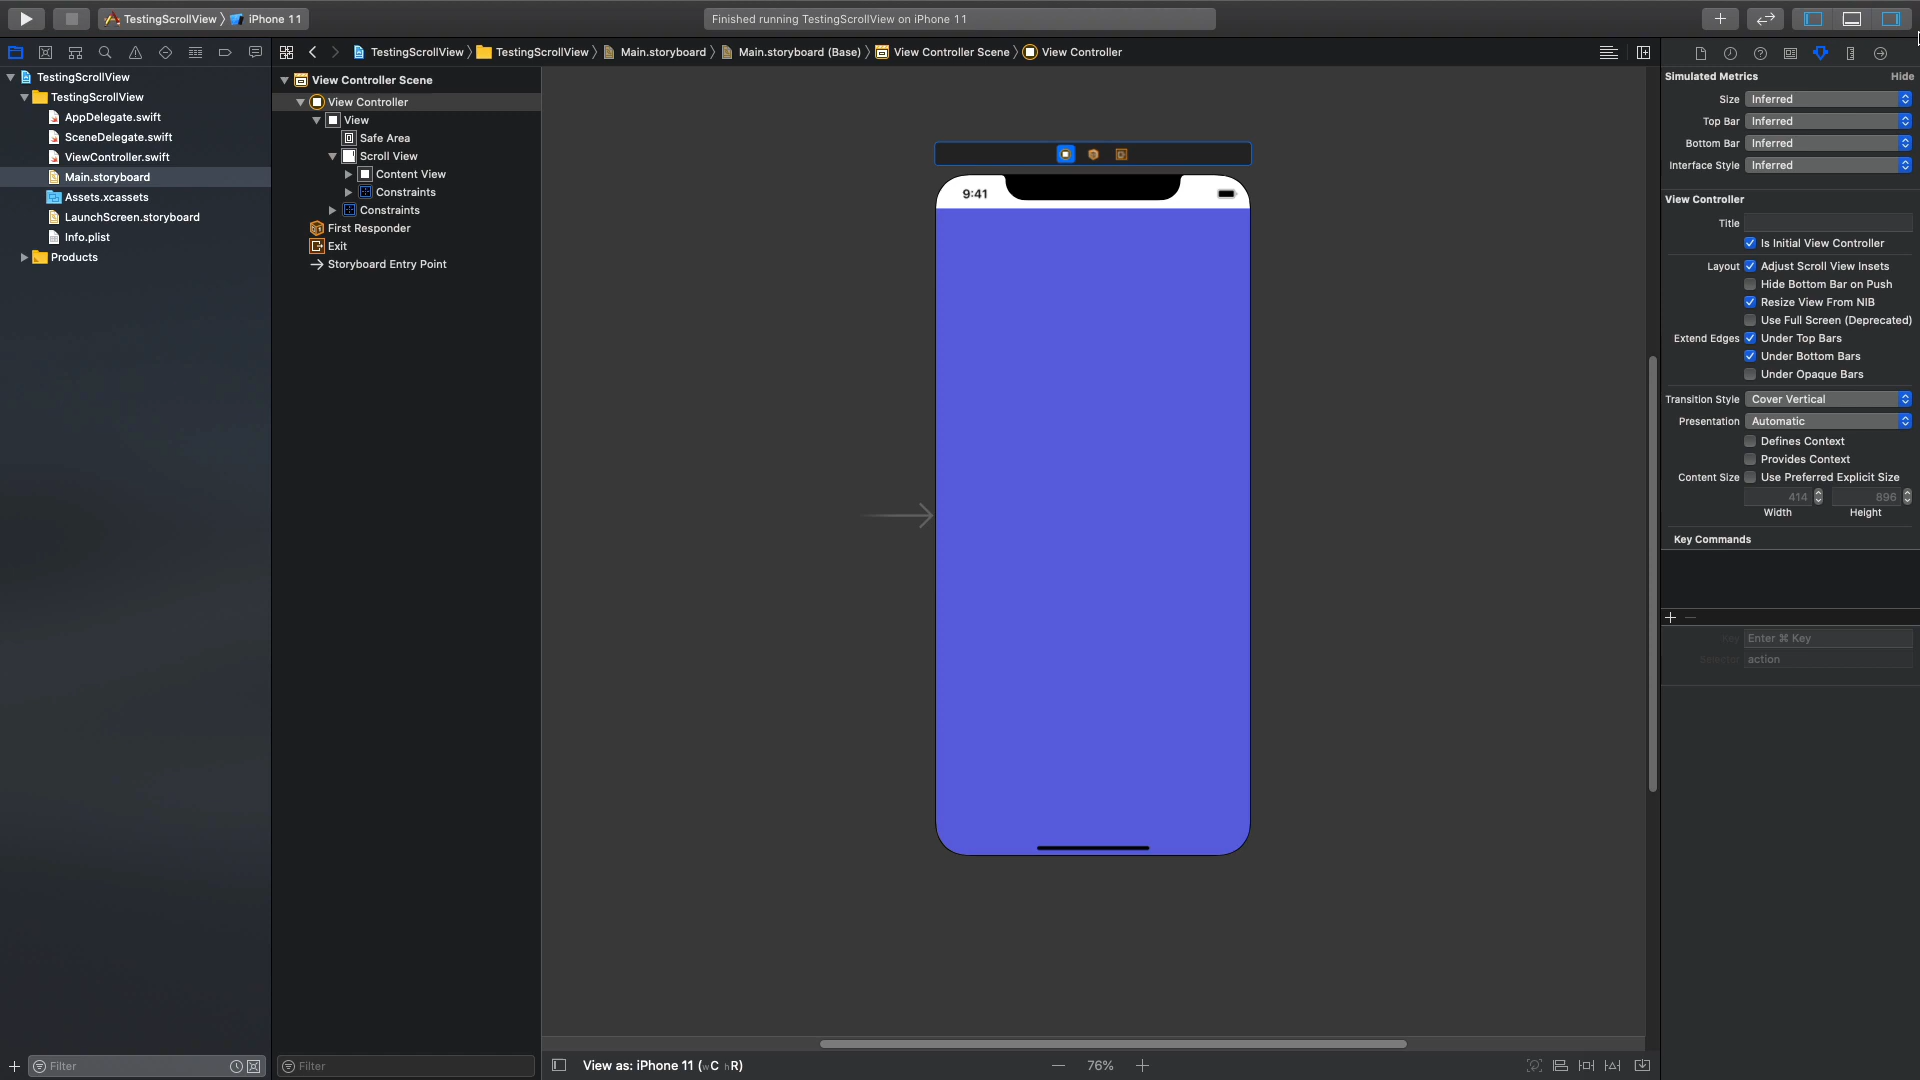 TestingScrollView
iPhone 11
Finished running TestingScrollView on iPhone 11
TestingScrollView
TestingScrollView
Main.storyboard
Main.storyboard (Base)
View Controller Scene
View Controller
TestingScrollView
TestingScrollView
AppDelegate.swift
SceneDelegate.swift
ViewController.swift
Main.storyboard
Assets.xcassets
LaunchScreen.storyboard
Info.plist
Products
Filter
View Controller Scene
View Controller
View
Safe Area
Scroll View
Content View
Constraints
Constraints
First Responder
Exit
Storyboard Entry Point
Filter
9:41
View as: iPhone 11 (wC hR)
76%
Simulated Metrics
Hide
Size Inferred
Top Bar Inferred
Bottom Bar Inferred
Interface Style Inferred
View Controller
Title
Is Initial View Controller
Layout Adjust Scroll View Insets
Hide Bottom Bar on Push
Resize View From NIB
Use Full Screen (Deprecated)
Extend Edges Under Top Bars
Under Bottom Bars
Under Opaque Bars
Transition Style Cover Vertical
Presentation Automatic
Defines Context
Provides Context
Content Size Use Preferred Explicit Size
414 896
Width Height
Key Commands
Key Enter ⌘ Key
Selector action